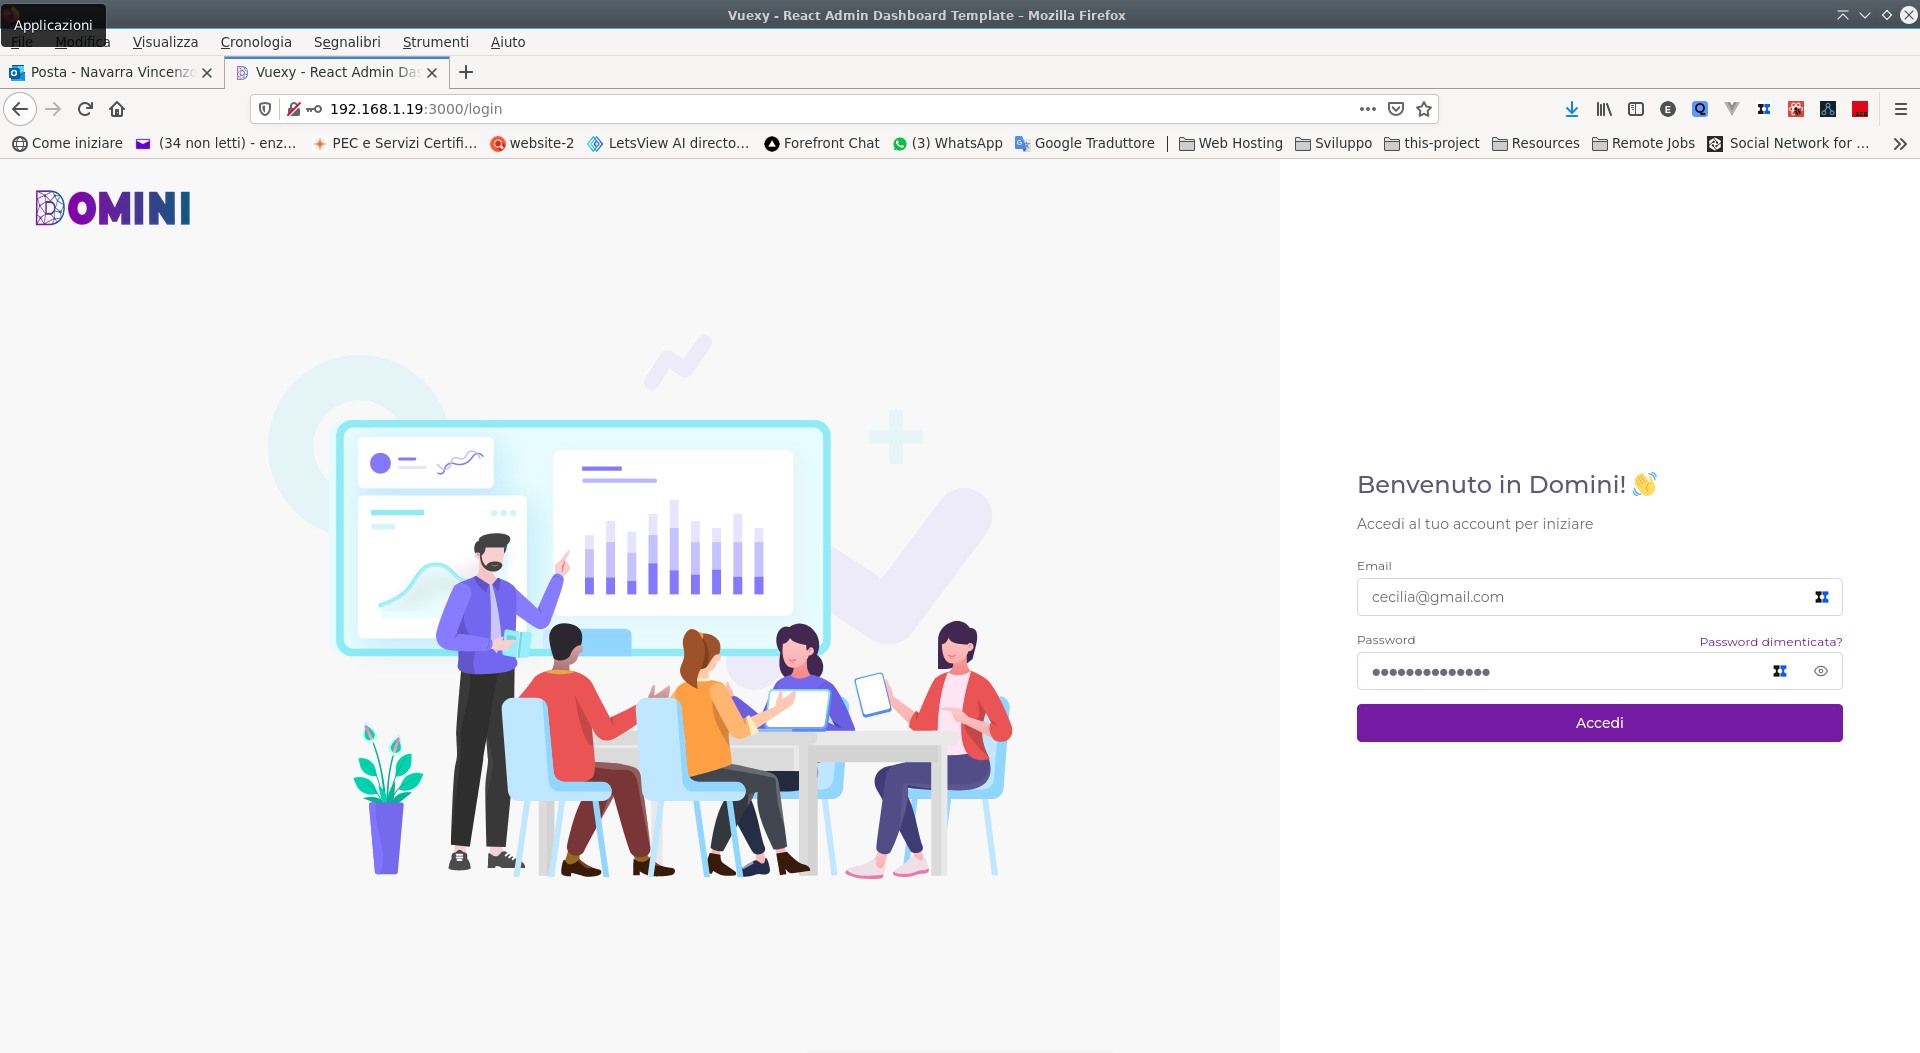 Vuexy - React Admin Dashboard Template – Mozilla Firefox
Applicazioni
File Modifica Visualizza Cronologia Segnalibri Strumenti Aiuto
Posta - Navarra Vincenzo Vuexy - React Admin Das
192.168.1.19:3000/login
Come iniziare (34 non letti) - enz… PEC e Servizi Certifi… website-2 LetsView AI directo… Forefront Chat (3) WhatsApp Google Traduttore Web Hosting Sviluppo this-project Resources Remote Jobs Social Network for …
DOMINI
Benvenuto in Domini! 👋
Accedi al tuo account per iniziare
Email
cecilia@gmail.com
Password Password dimenticata?
●●●●●●●●●●●●●●
Accedi